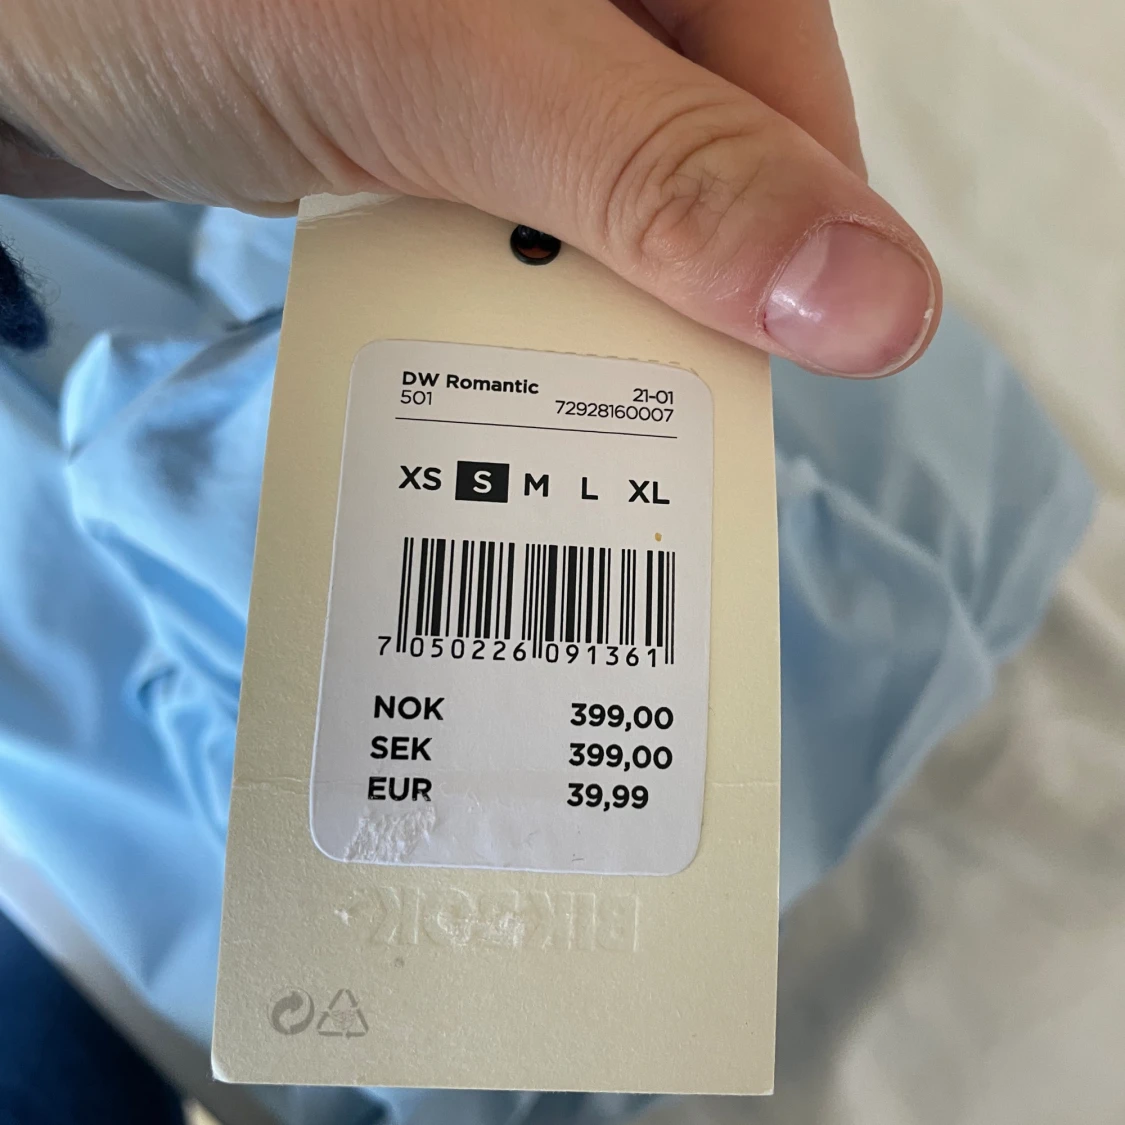 DW Romantic 21-01
501 72928160007
XS S M L XL
7 050226 091361
NOK 399,00
SEK 399,00
EUR 39,99
BIKBOK